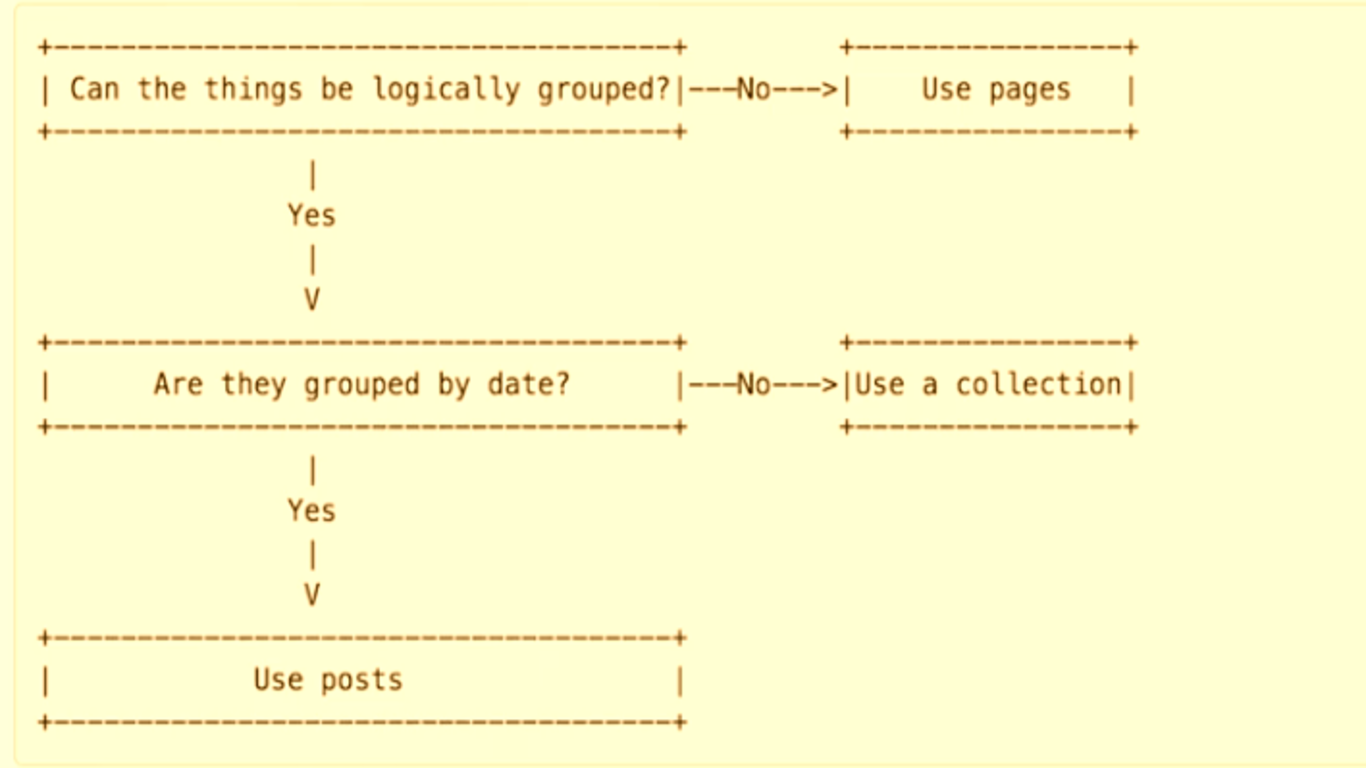 +-------------------------------------+         +----------------+
| Can the things be logically grouped?|---No--->|    Use pages   |
+-------------------------------------+         +----------------+
                |
               Yes
                |
                V
+-------------------------------------+         +----------------+
|      Are they grouped by date?      |---No--->|Use a collection|
+-------------------------------------+         +----------------+
                |
               Yes
                |
                V
+-------------------------------------+
|            Use posts                |
+-------------------------------------+